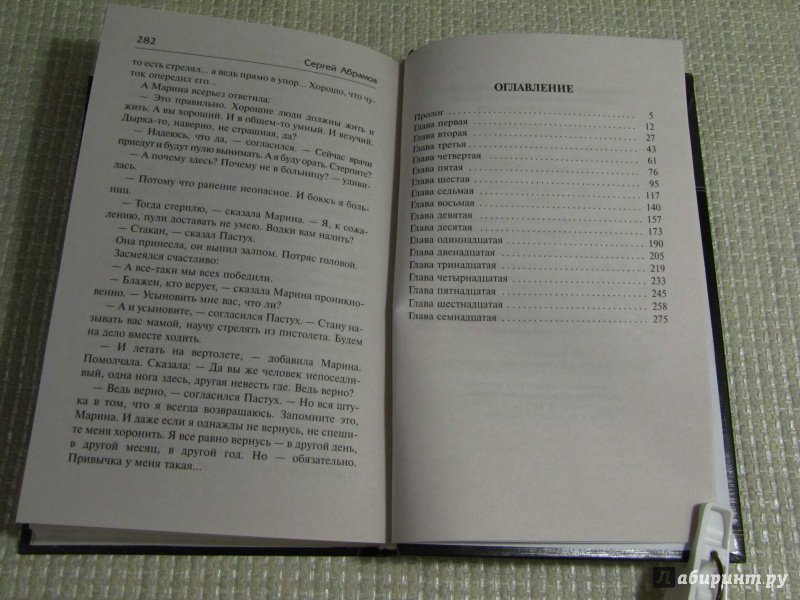 282
Сергей Абрамов
то есть стрелял... а ведь прямо в упор... Хорошо, что чу-
ток опередил его...
А Марина всерьез ответила:
— Это правильно. Хорошие люди должны жить и
жить. А вы хороший. И в общем-то умный. И везучий.
Дырка-то, наверно, не страшная, да?
— Надеюсь, что да, — согласился. — Сейчас врачи
приедут и будут пулю вынимать. А я буду орать. Стерпите?
— А почему здесь? Почему не в больницу? — удиви-
лась.
— Потому что ранение неопасное. И боюсь я боль-
ниц.
— Тогда стерплю, — сказала Марина. — Я, к сожа-
лению, пули доставать не умею. Водки вам налить?
— Стакан, — сказал Пастух.
Она принесла, он выпил залпом. Потряс головой.
Засмеялся счастливо:
— А все-таки мы всех победили.
— Блажен, кто верует, — сказала Марина проникно-
венно. — Усыновить мне вас, что ли?
— А и усыновите, — согласился Пастух. — Стану на-
зывать вас мамой, научу стрелять из пистолета. Будем
на дело вместе ходить.
— И летать на вертолете, — добавила Марина.
Помолчала. Сказала: — Да вы же человек непоседли-
вый, одна нога здесь, другая невесть где. Ведь верно?
— Ведь верно, — согласился Пастух. — Но вся шту-
ка в том, что я всегда возвращаюсь. Запомните это,
Марина. И даже если я однажды не вернусь, не спеши-
те меня хоронить. Я все равно вернусь — в другой день,
в другой месяц, в другой год. Но — обязательно.
Привычка у меня такая...
ОГЛАВЛЕНИЕ
Пролог 5
Глава первая 12
Глава вторая 27
Глава третья 43
Глава четвертая 61
Глава пятая 76
Глава шестая 95
Глава седьмая 117
Глава восьмая 140
Глава девятая 157
Глава десятая 173
Глава одиннадцатая 190
Глава двенадцатая 205
Глава тринадцатая 219
Глава четырнадцатая 233
Глава пятнадцатая 245
Глава шестнадцатая 258
Глава семнадцатая 275
Лабиринт.ру